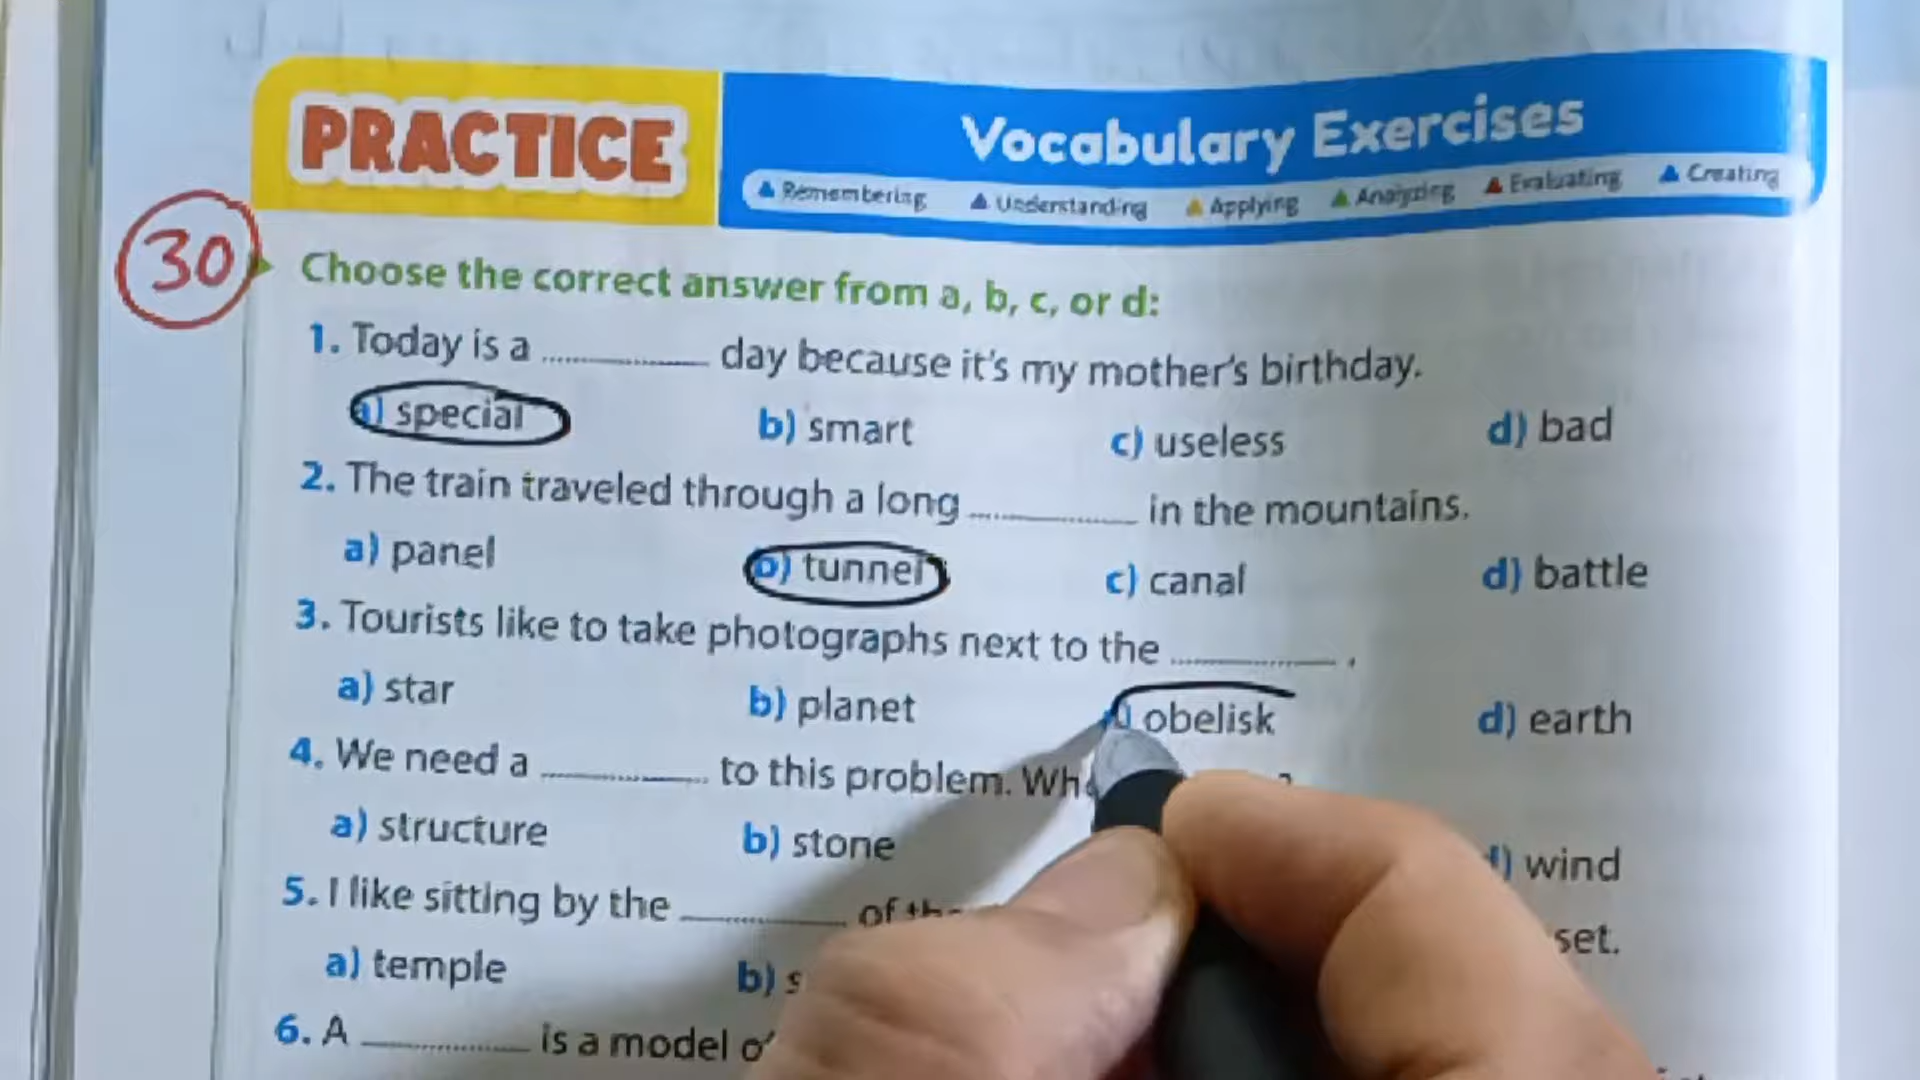 PRACTICE
Vocabulary Exercises
Remembering Understanding Applying Analyzing Evaluating Creating
30
Choose the correct answer from a, b, c, or d:
1. Today is a ............... day because it's my mother's birthday.
a) special b) smart c) useless d) bad
2. The train traveled through a long ............... in the mountains.
a) panel b) tunnel c) canal d) battle
3. Tourists like to take photographs next to the ............... .
a) star b) planet obelisk d) earth
4. We need a ............... to this problem.
a) structure b) stone d) wind
5. I like sitting by the ............... of set.
a) temple b)
6. A ............... is a model